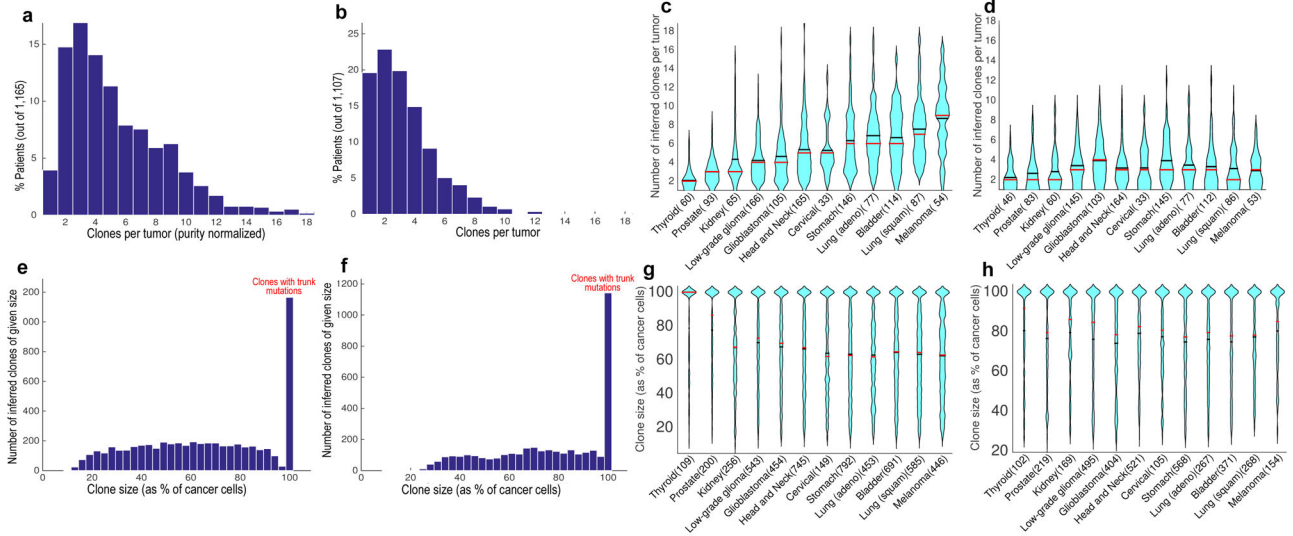 a
15
10
5
0
% Patients (out of 1,165)
2 4 6 8 10 12 14 16 18
Clones per tumor (purity normalized)
b
25
20
15
10
5
0
% Patients (out of 1,107)
2 4 6 8 10 12 14 16 18
Clones per tumor
c
18
16
14
12
10
8
6
4
2
Number of inferred clones per tumor
Thyroid( 60)
Prostate( 93)
Kidney( 65)
Low-grade glioma(166)
Glioblastoma(105)
Head and Neck(165)
Cervical( 33)
Stomach(146)
Lung (adeno)( 77)
Bladder(114)
Lung (squam)( 87)
Melanoma( 54)
d
18
16
14
12
10
8
6
4
2
Number of inferred clones per tumor
Thyroid( 46)
Prostate( 83)
Kidney( 60)
Low-grade glioma(145)
Glioblastoma(103)
Head and Neck(164)
Cervical( 33)
Stomach(145)
Lung (adeno)( 77)
Bladder(112)
Lung (squam)( 86)
Melanoma( 53)
e
Clones with trunk
mutations
200
000
800
600
400
200
0
Number of inferred clones of given size
0 20 40 60 80 100
Clone size (as % of cancer cells)
f
Clones with trunk
mutations
1200
1000
800
600
400
200
0
Number of inferred clones of given size
0 20 40 60 80 100
Clone size (as % of cancer cells)
g
100
80
60
40
20
Clone size (as % of cancer cells)
Thyroid(109)
Prostate(200)
Kidney(256)
Low-grade glioma(543)
Glioblastoma(454)
Head and Neck(745)
Cervical(149)
Stomach(792)
Lung (adeno)(453)
Bladder(691)
Lung (squam)(585)
Melanoma(446)
h
100
80
60
40
20
Clone size (as % of cancer cells)
Thyroid(102)
Prostate(219)
Kidney(169)
Low-grade glioma(495)
Glioblastoma(404)
Head and Neck(521)
Cervical(105)
Stomach(568)
Lung (adeno)(267)
Bladder(371)
Lung (squam)(268)
Melanoma(154)